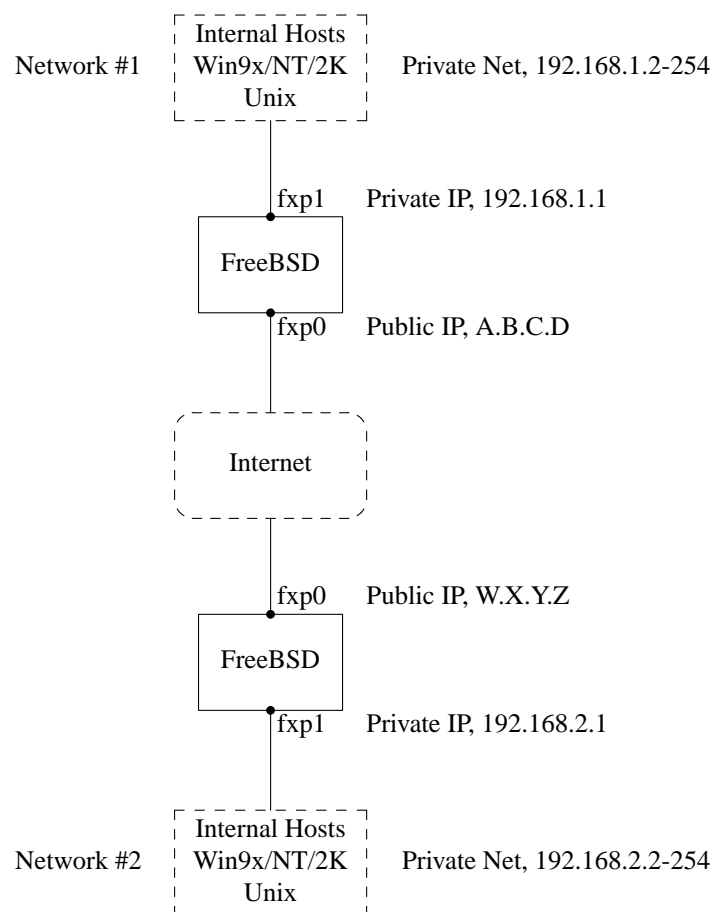 Internal Hosts
Network #1 Win9x/NT/2K Private Net, 192.168.1.2-254
Unix
fxp1 Private IP, 192.168.1.1
FreeBSD
fxp0 Public IP, A.B.C.D
Internet
fxp0 Public IP, W.X.Y.Z
FreeBSD
fxp1 Private IP, 192.168.2.1
Internal Hosts
Network #2 Win9x/NT/2K Private Net, 192.168.2.2-254
Unix